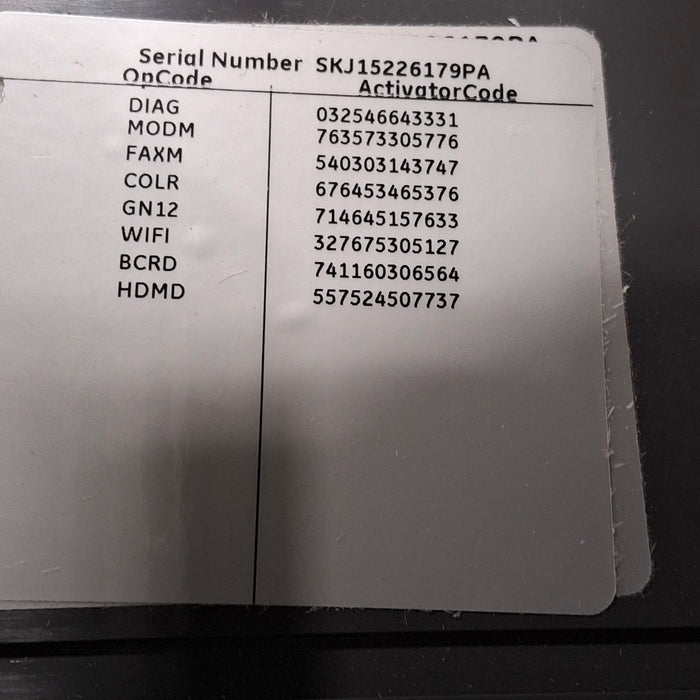 Serial Number SKJ15226179PA
OpCode ActivatorCode
DIAG 032546643331
MODM 763573305776
FAXM 540303143747
COLR 676453465376
GN12 714645157633
WIFI 327675305127
BCRD 741160306564
HDMD 557524507737